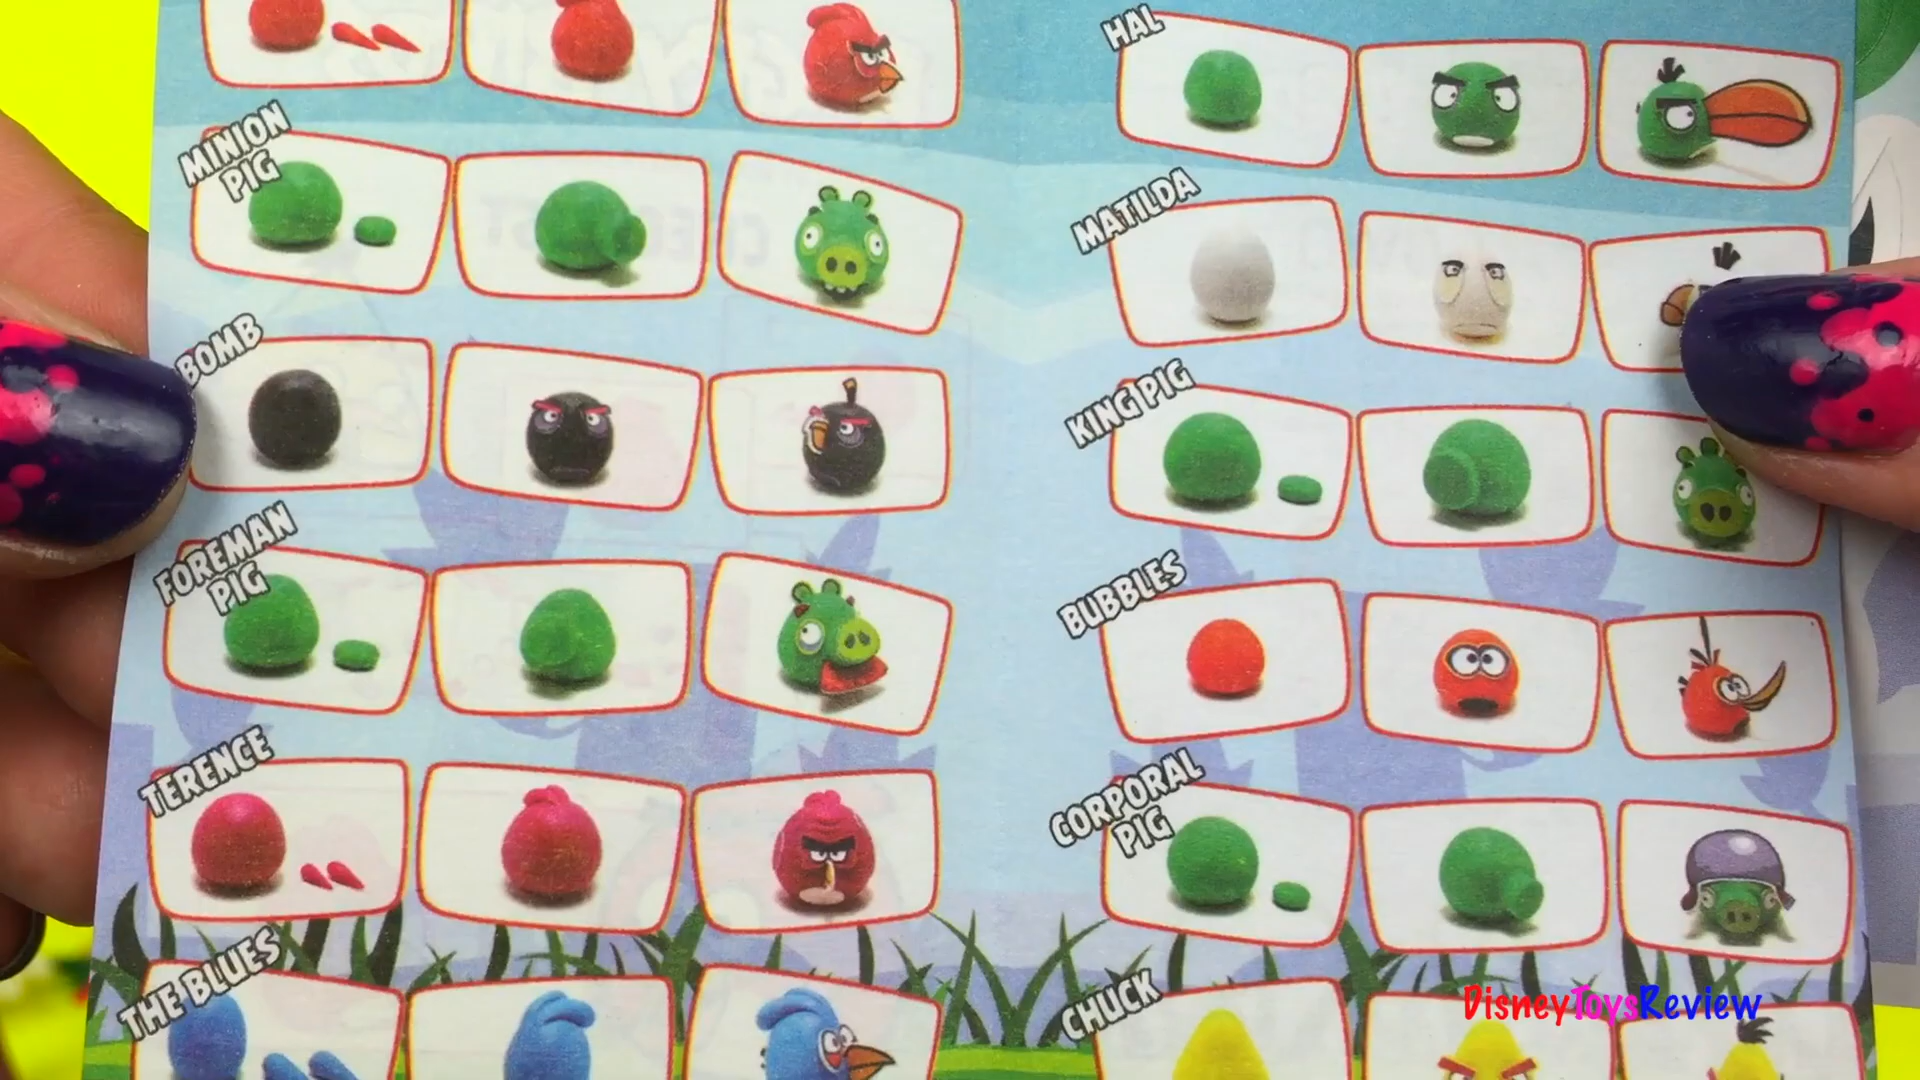 MINION
PIG
BOMB
FOREMAN
PIG
TERENCE
THE BLUES
HAL
MATILDA
KING PIG
BUBBLES
CORPORAL
PIG
CHUCK
DisneyToysReview